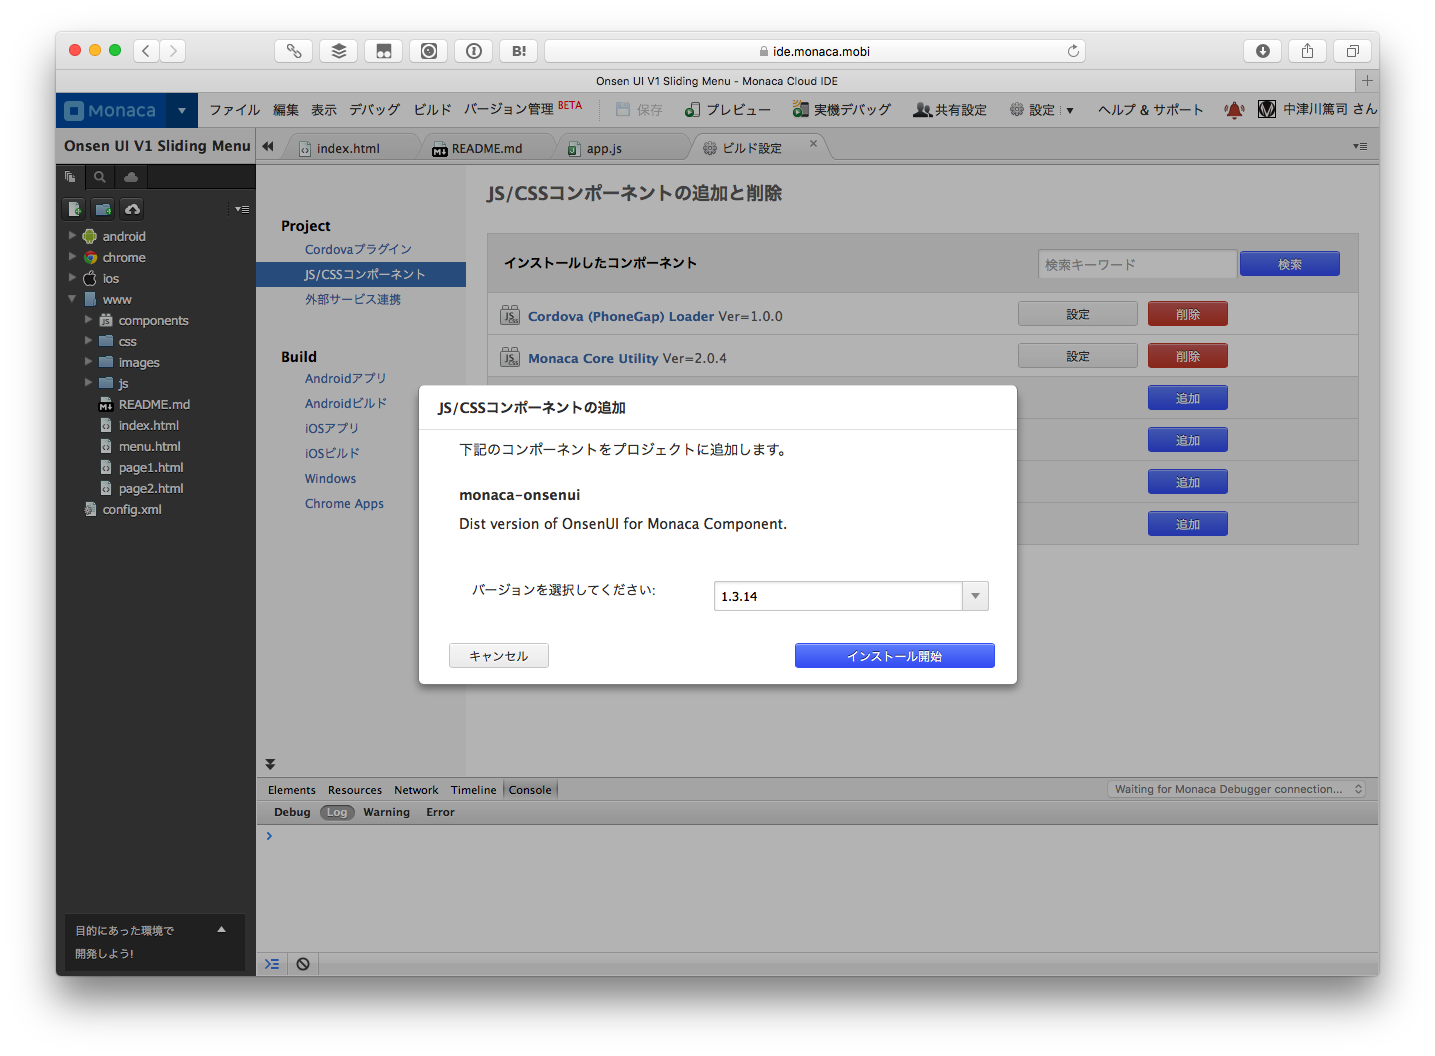 B!
ide.monaca.mobi
Onsen UI V1 Sliding Menu - Monaca Cloud IDE
Monaca
ファイル 編集 表示 デバッグ ビルド バージョン管理 BETA 保存 プレビュー 実機デバッグ 共有設定 設定 ヘルプ & サポート 中津川篤司 さん
Onsen UI V1 Sliding Menu
index.html README.md app.js ビルド設定
android
chrome
ios
www
components
css
images
js
README.md
index.html
menu.html
page1.html
page2.html
config.xml
目的にあった環境で
開発しよう!
Project
Cordovaプラグイン
JS/CSSコンポーネント
外部サービス連携
Build
Androidアプリ
Androidビルド
iOSアプリ
iOSビルド
Windows
Chrome Apps
JS/CSSコンポーネントの追加と削除
インストールしたコンポーネント 検索キーワード 検索
Cordova (PhoneGap) Loader Ver=1.0.0 設定 削除
Monaca Core Utility Ver=2.0.4 設定 削除
追加
追加
追加
追加
JS/CSSコンポーネントの追加
下記のコンポーネントをプロジェクトに追加します。
monaca-onsenui
Dist version of OnsenUI for Monaca Component.
バージョンを選択してください: 1.3.14
キャンセル インストール開始
Elements Resources Network Timeline Console Waiting for Monaca Debugger connection...
Debug Log Warning Error